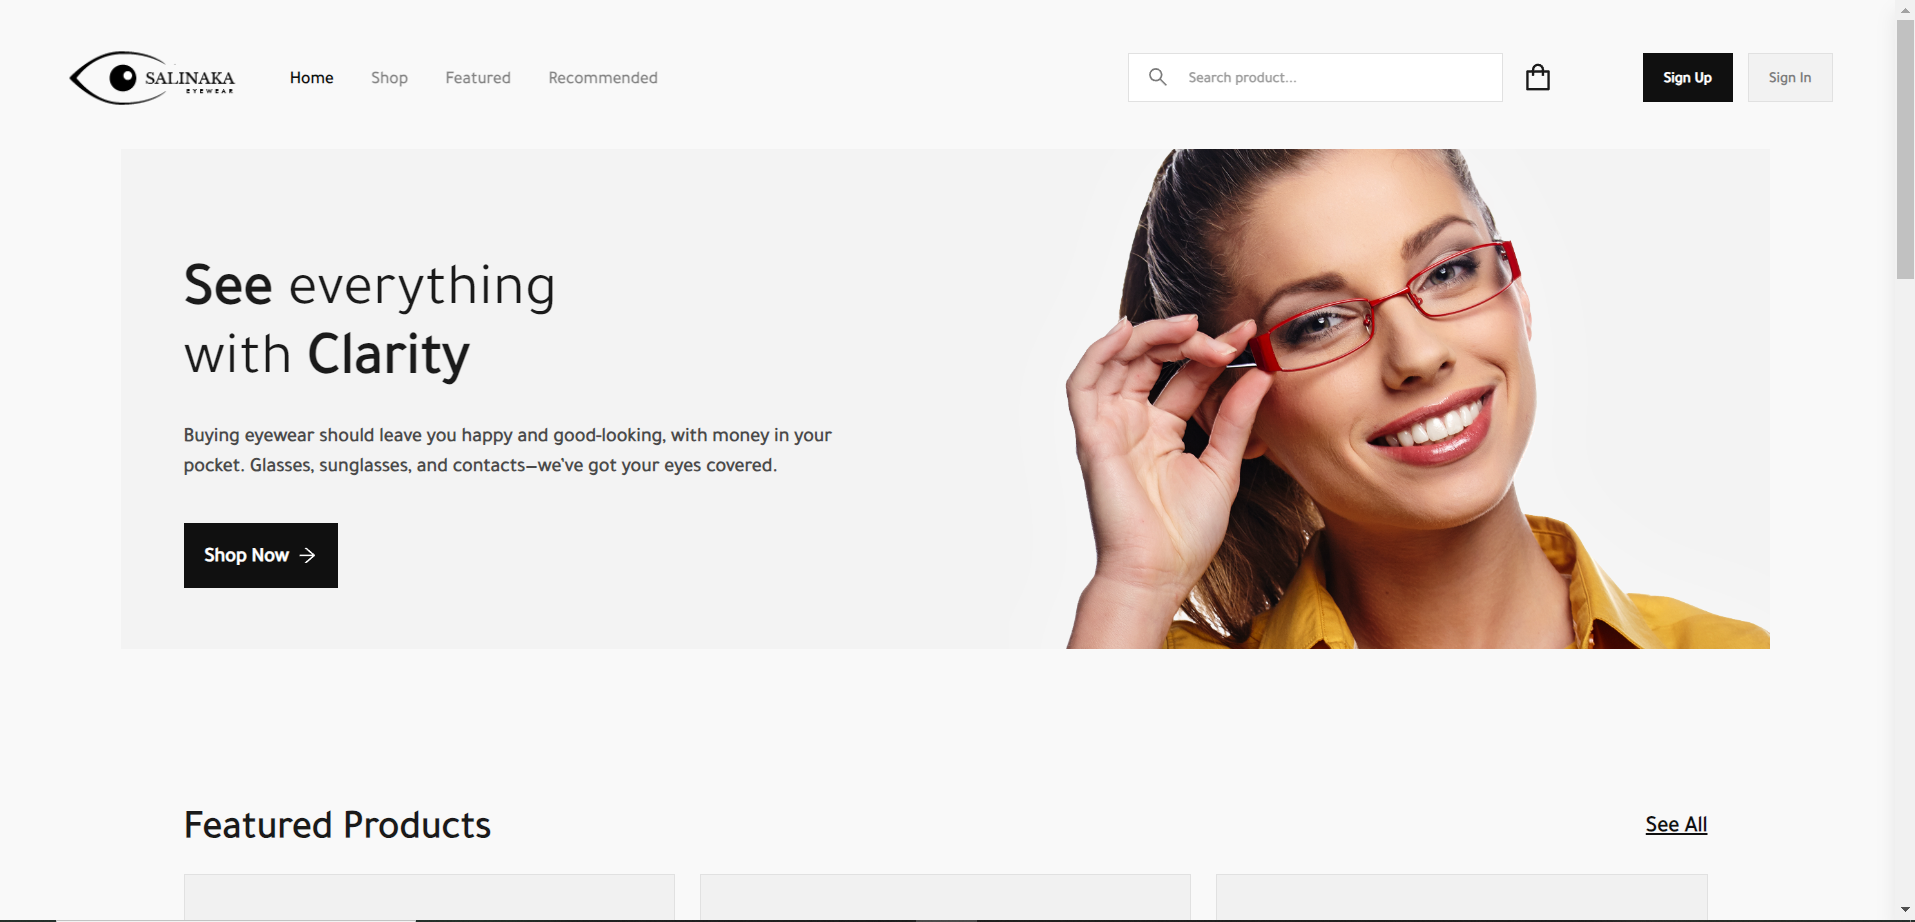 SALINAKA
EYEWEAR
Home
Shop
Featured
Recommended
Search product...
Sign Up
Sign In
See everything
with Clarity
Buying eyewear should leave you happy and good-looking, with money in your
pocket. Glasses, sunglasses, and contacts—we've got your eyes covered.
Shop Now
Featured Products
See All